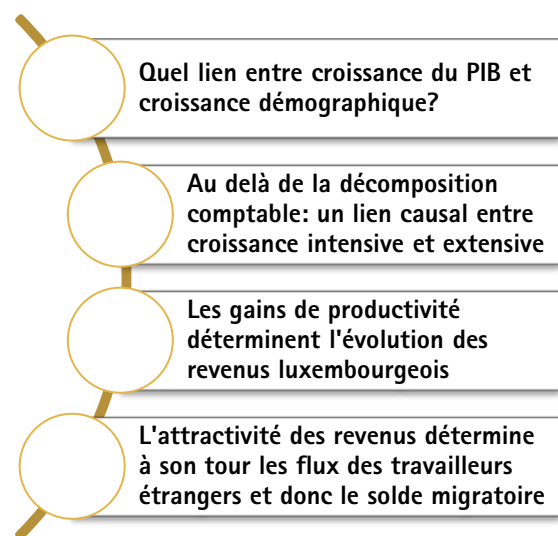 Quel lien entre croissance du PIB et
croissance démographique?
Au delà de la décomposition
comptable: un lien causal entre
croissance intensive et extensive
Les gains de productivité
déterminent l'évolution des
revenus luxembourgeois
L'attractivité des revenus détermine
à son tour les flux des travailleurs
étrangers et donc le solde migratoire